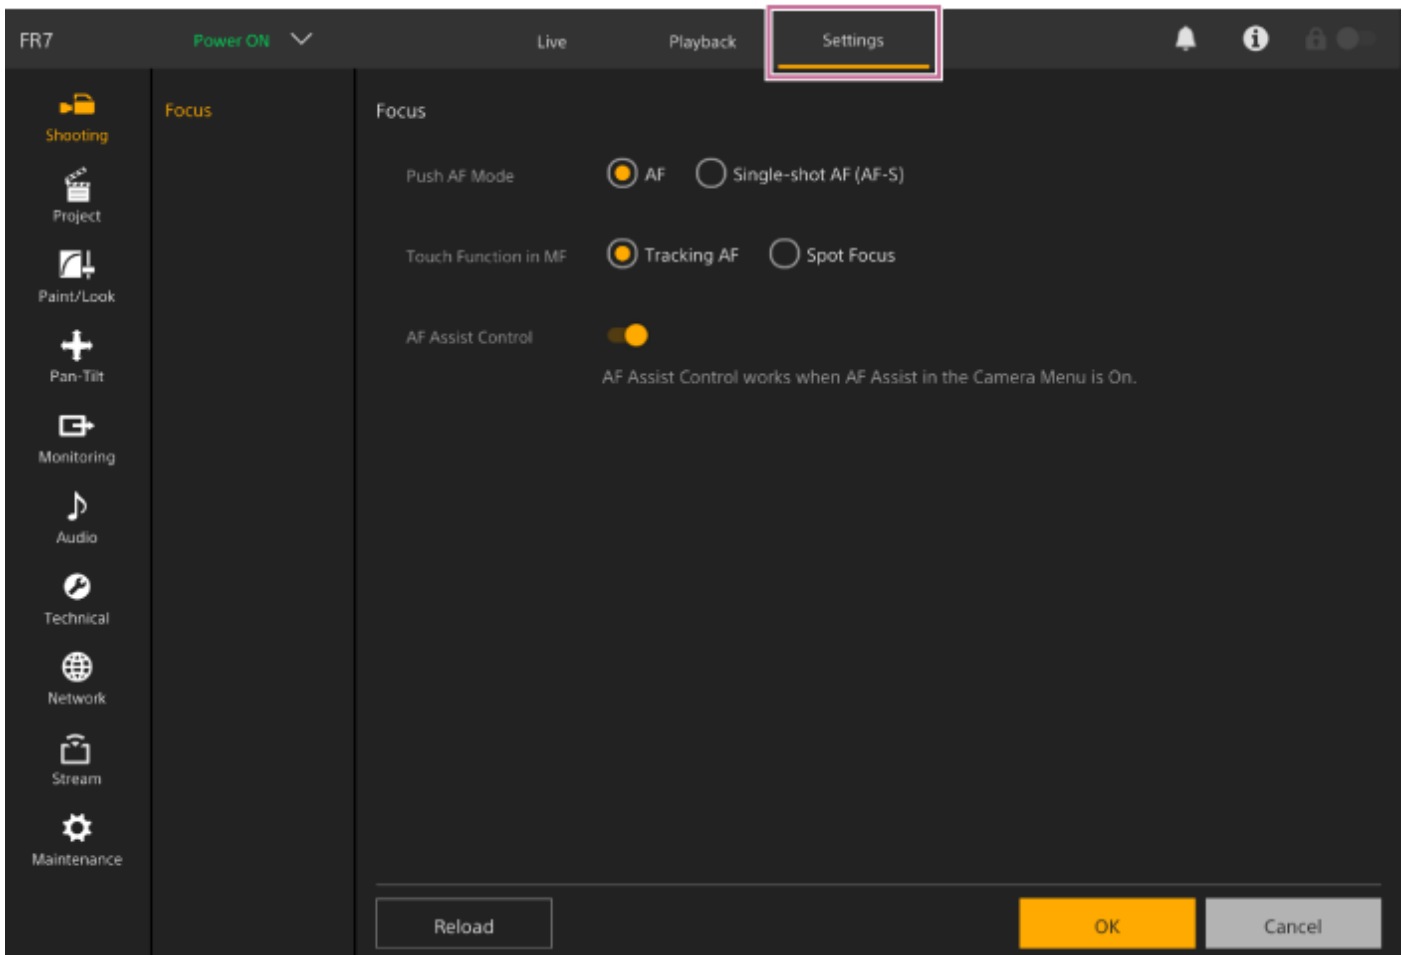 FR7 Power ON Live Playback Settings
Shooting
Project
Paint/Look
Pan-Tilt
Monitoring
Audio
Technical
Network
Stream
Maintenance
Focus
Focus
Push AF Mode AF Single-shot AF (AF-S)
Touch Function in MF Tracking AF Spot Focus
AF Assist Control
AF Assist Control works when AF Assist in the Camera Menu is On.
Reload OK Cancel